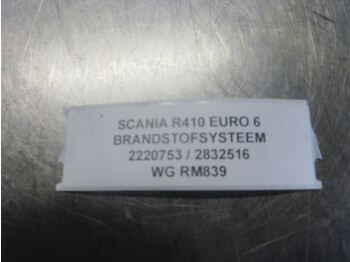 SCANIA R410 EURO 6
BRANDSTOFSYSTEEM
2220753 / 2832516
WG RM839